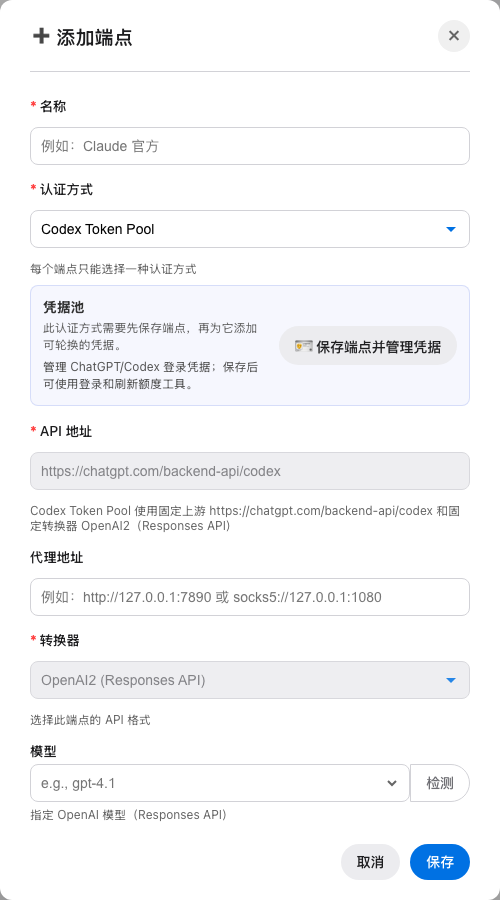 添加端点
* 名称
例如：Claude 官方
* 认证方式
Codex Token Pool
每个端点只能选择一种认证方式
凭据池
此认证方式需要先保存端点，再为它添加
可轮换的凭据。
管理 ChatGPT/Codex 登录凭据；保存后
可使用登录和刷新额度工具。
保存端点并管理凭据
* API 地址
https://chatgpt.com/backend-api/codex
Codex Token Pool 使用固定上游 https://chatgpt.com/backend-api/codex 和固
定转换器 OpenAI2（Responses API）
代理地址
例如：http://127.0.0.1:7890 或 socks5://127.0.0.1:1080
* 转换器
OpenAI2 (Responses API)
选择此端点的 API 格式
模型
e.g., gpt-4.1
检测
指定 OpenAI 模型（Responses API）
取消
保存